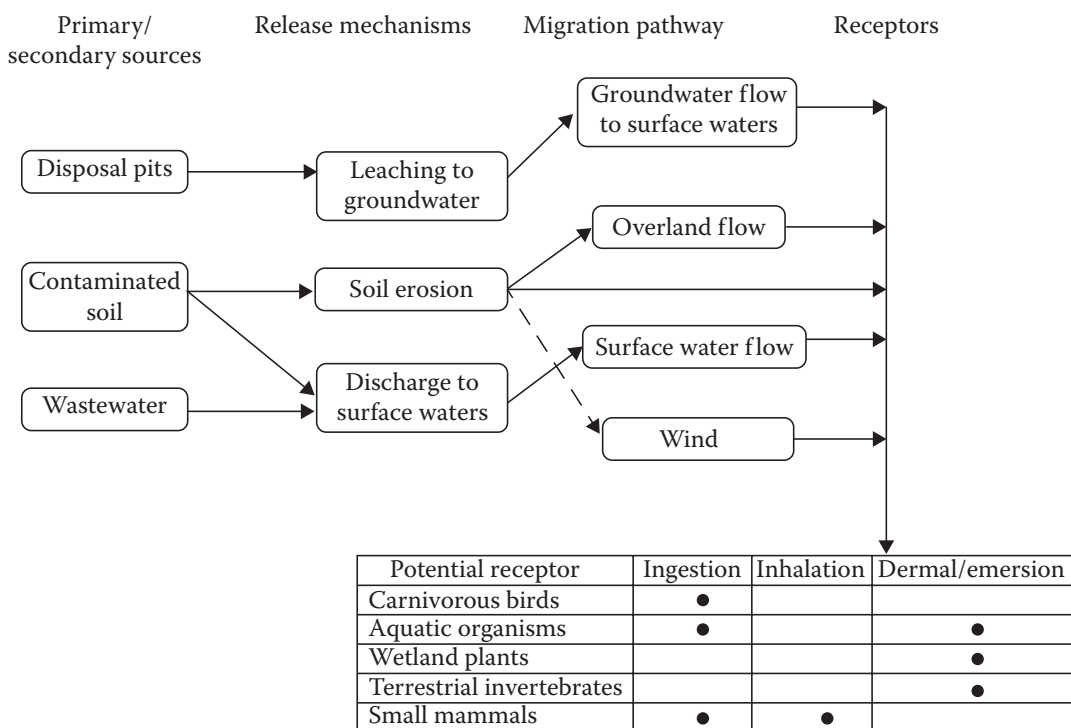 Primary/
secondary sources
Release mechanisms
Migration pathway
Receptors
Groundwater flow
to surface waters
Disposal pits
Leaching to
groundwater
Overland flow
Contaminated
soil
Soil erosion
Surface water flow
Wastewater
Discharge to
surface waters
Wind
Potential receptor Ingestion Inhalation Dermal/emersion
Carnivorous birds
Aquatic organisms
Wetland plants
Terrestrial invertebrates
Small mammals